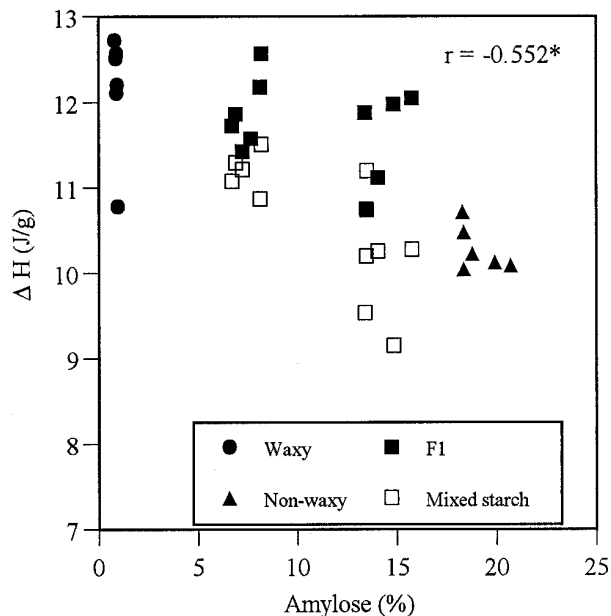 13
12
11
10
9
8
7
Δ H (J/g)
r = -0.552*
Waxy
F1
Non-waxy
Mixed starch
0 5 10 15 20 25
Amylose (%)